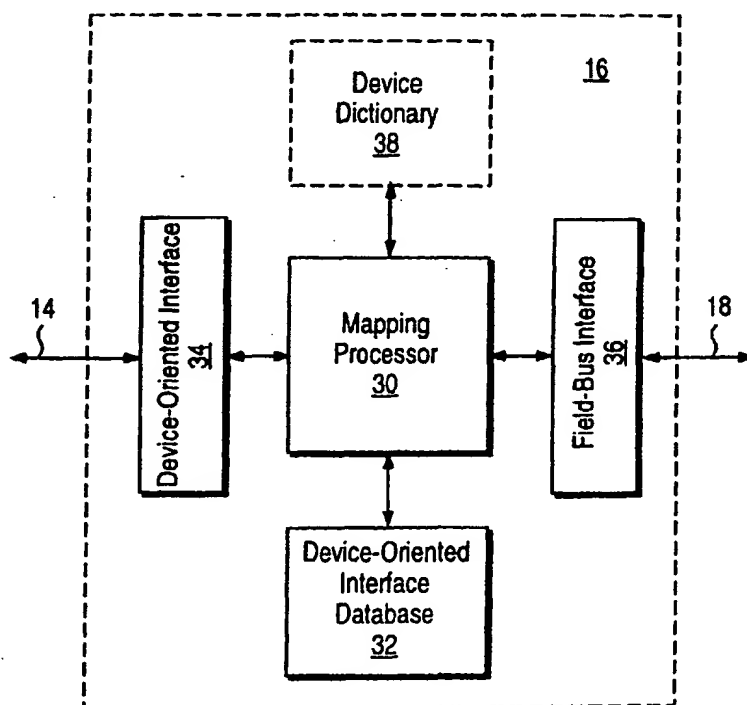 16
Device
Dictionary
38
14
Device-Oriented Interface
34
Mapping
Processor
30
Field-Bus Interface
36
18
Device-Oriented
Interface
Database
32